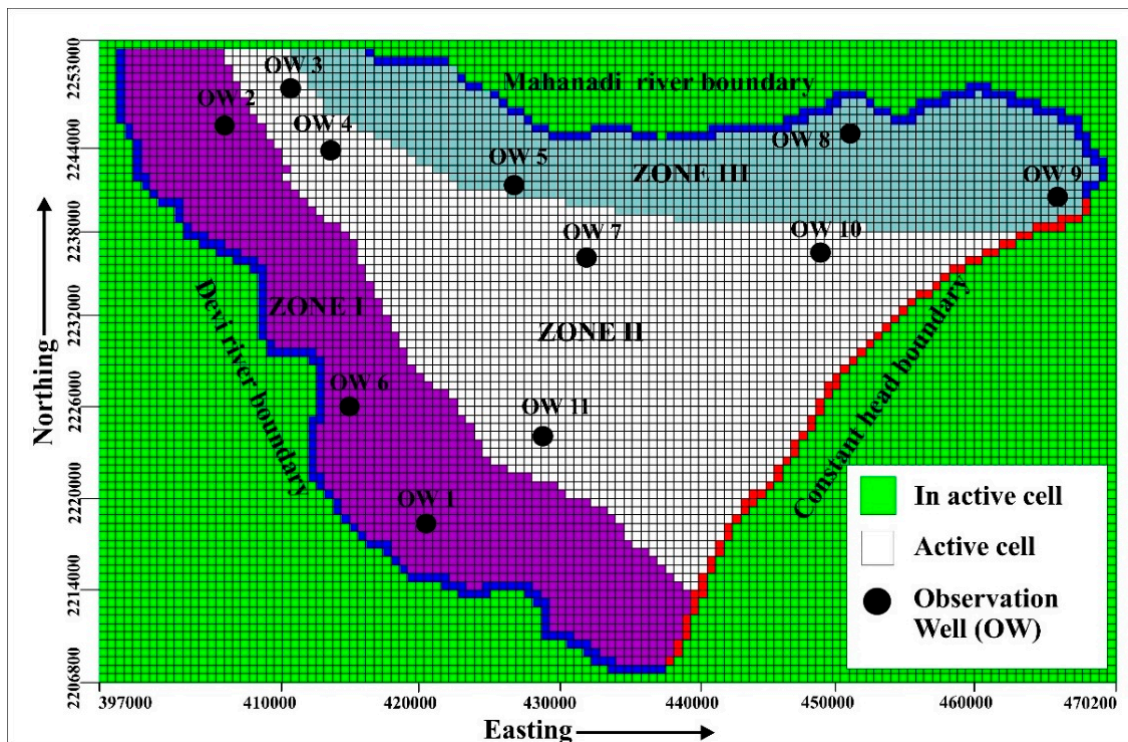 2253000
2244000
2238000
2232000
2226000
2220000
2214000
2206800
Northing
OW 3
Mahanadi river boundary
OW 2
OW 4
OW 8
OW 5
ZONE III
OW 9
OW 7
OW 10
ZONE I
ZONE II
Devi river boundary
OW 6
OW 11
Constant head boundary
OW 1
In active cell
Active cell
Observation
Well (OW)
397000
410000
420000
430000
440000
450000
460000
470200
Easting